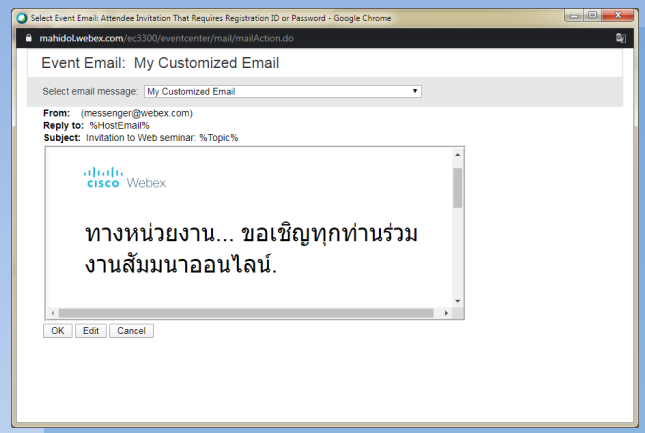 Select Event Email: Attendee Invitation That Requires Registration ID or Password - Google Chrome
mahidol.webex.com/ec3300/eventcenter/mail/mailAction.do
Event Email: My Customized Email
Select email message: My Customized Email
From: (messenger@webex.com)
Reply to: %HostEmail%
Subject: Invitation to Web seminar: %Topic%
CISCO Webex
ทางหน่วยงาน... ขอเชิญทุกท่านร่วม
งานสัมมนาออนไลน์.
OK Edit Cancel